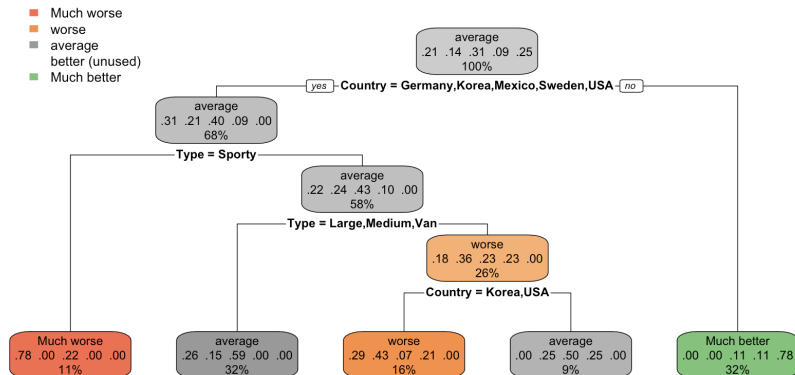 Much worse
worse
average
better (unused)
Much better
average
.21 .14 .31 .09 .25
100%
yes Country = Germany,Korea,Mexico,Sweden,USA no
average
.31 .21 .40 .09 .00
68%
Type = Sporty
average
.22 .24 .43 .10 .00
58%
Type = Large,Medium,Van
worse
.18 .36 .23 .23 .00
26%
Country = Korea,USA
Much worse
.78 .00 .22 .00 .00
11%
average
.26 .15 .59 .00 .00
32%
worse
.29 .43 .07 .21 .00
16%
average
.00 .25 .50 .25 .00
9%
Much better
.00 .00 .11 .11 .78
32%